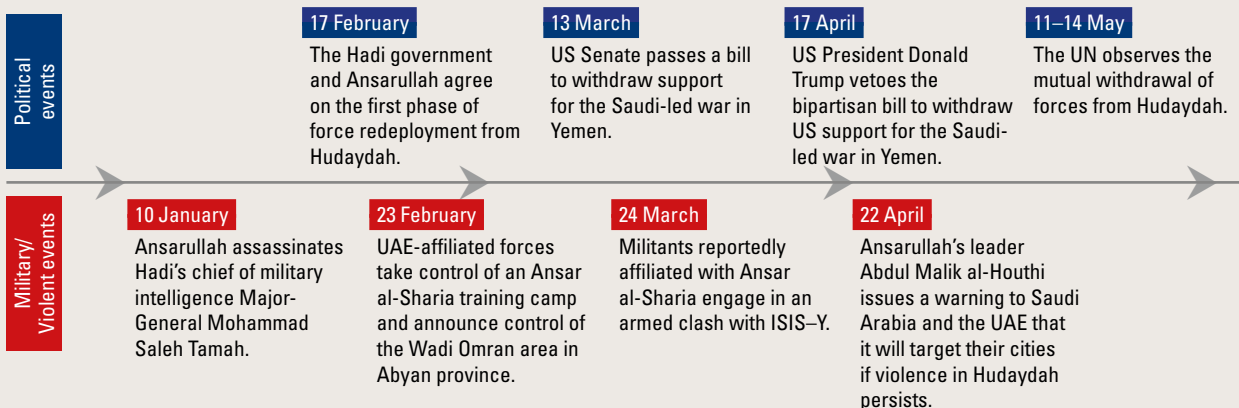 Political
events
17 February
The Hadi government
and Ansarullah agree
on the first phase of
force redeployment from
Hudaydah.
13 March
US Senate passes a bill
to withdraw support
for the Saudi-led war in
Yemen.
17 April
US President Donald
Trump vetoes the
bipartisan bill to withdraw
US support for the Saudi-
led war in Yemen.
11–14 May
The UN observes the
mutual withdrawal of
forces from Hudaydah.
Military/
Violent events
10 January
Ansarullah assassinates
Hadi’s chief of military
intelligence Major-
General Mohammad
Saleh Tamah.
23 February
UAE-affiliated forces
take control of an Ansar
al-Sharia training camp
and announce control of
the Wadi Omran area in
Abyan province.
24 March
Militants reportedly
affiliated with Ansar
al-Sharia engage in an
armed clash with ISIS–Y.
22 April
Ansarullah’s leader
Abdul Malik al-Houthi
issues a warning to Saudi
Arabia and the UAE that
it will target their cities
if violence in Hudaydah
persists.